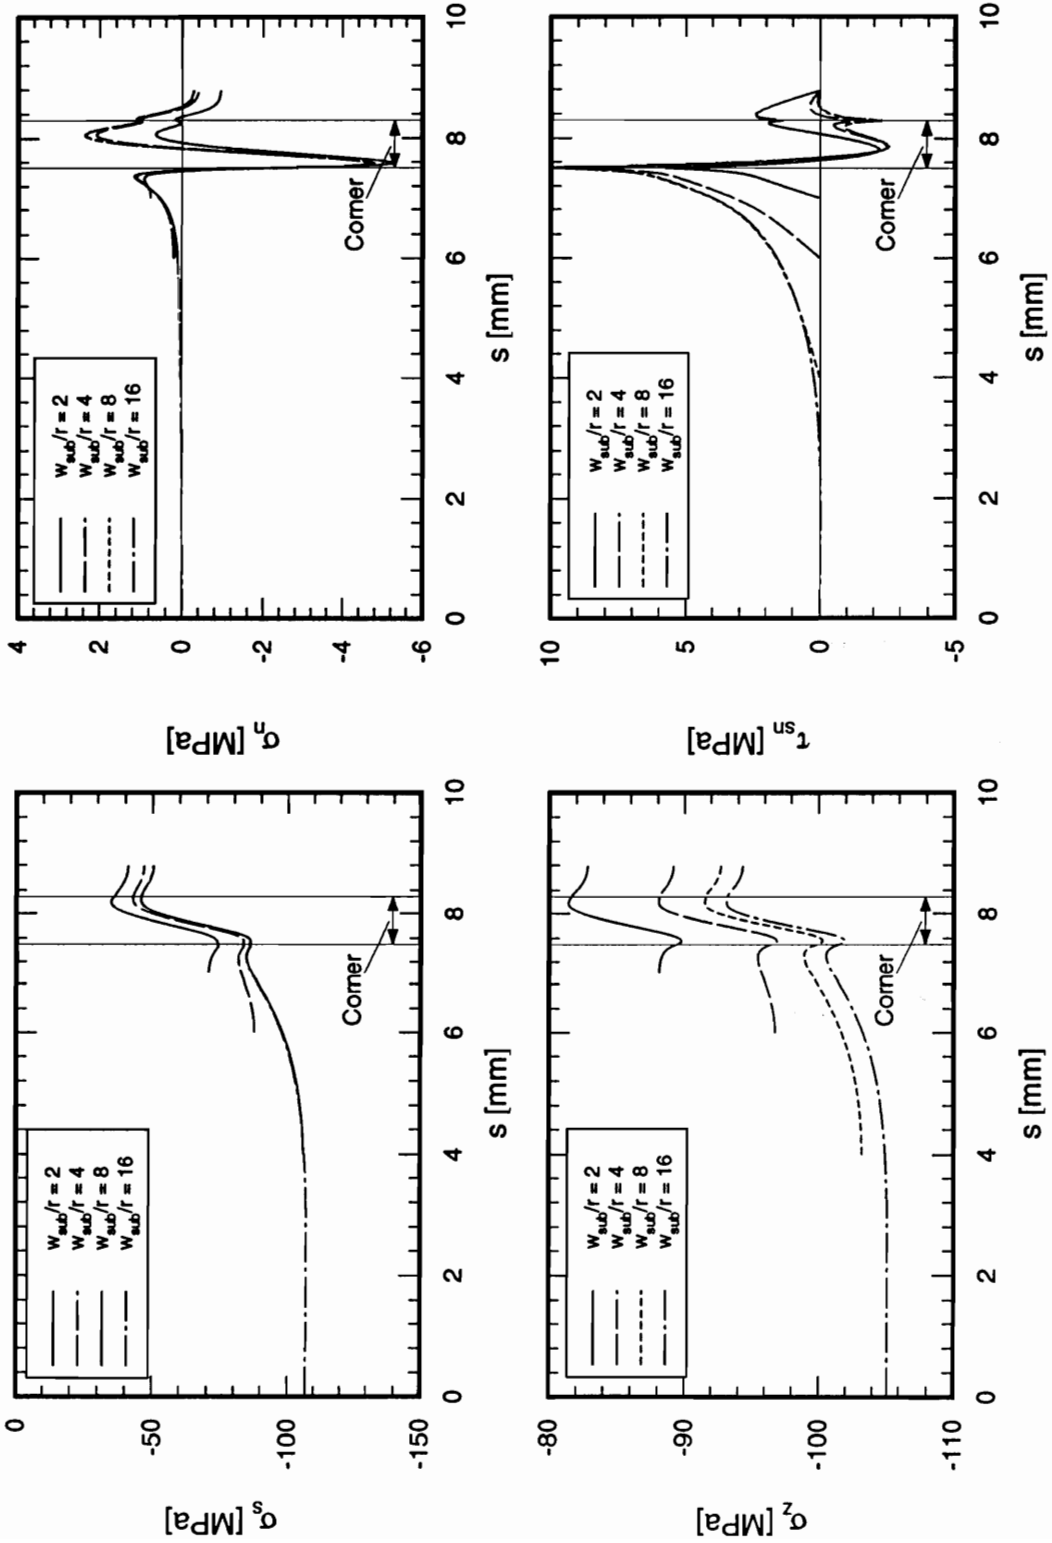 σs [MPa]
0
-50
-100
-150
Wsub/r = 2
Wsub/r = 4
Wsub/r = 8
Wsub/r = 16
Corner
0
2
4
6
8
10
s [mm]
σn [MPa]
4
2
0
-2
-4
-6
Wsub/r = 2
Wsub/r = 4
Wsub/r = 8
Wsub/r = 16
Corner
0
2
4
6
8
10
s [mm]
σz [MPa]
-80
-90
-100
-110
Wsub/r = 2
Wsub/r = 4
Wsub/r = 8
Wsub/r = 16
Corner
0
2
4
6
8
10
s [mm]
τsn [MPa]
10
5
0
-5
Wsub/r = 2
Wsub/r = 4
Wsub/r = 8
Wsub/r = 16
Corner
0
2
4
6
8
10
s [mm]